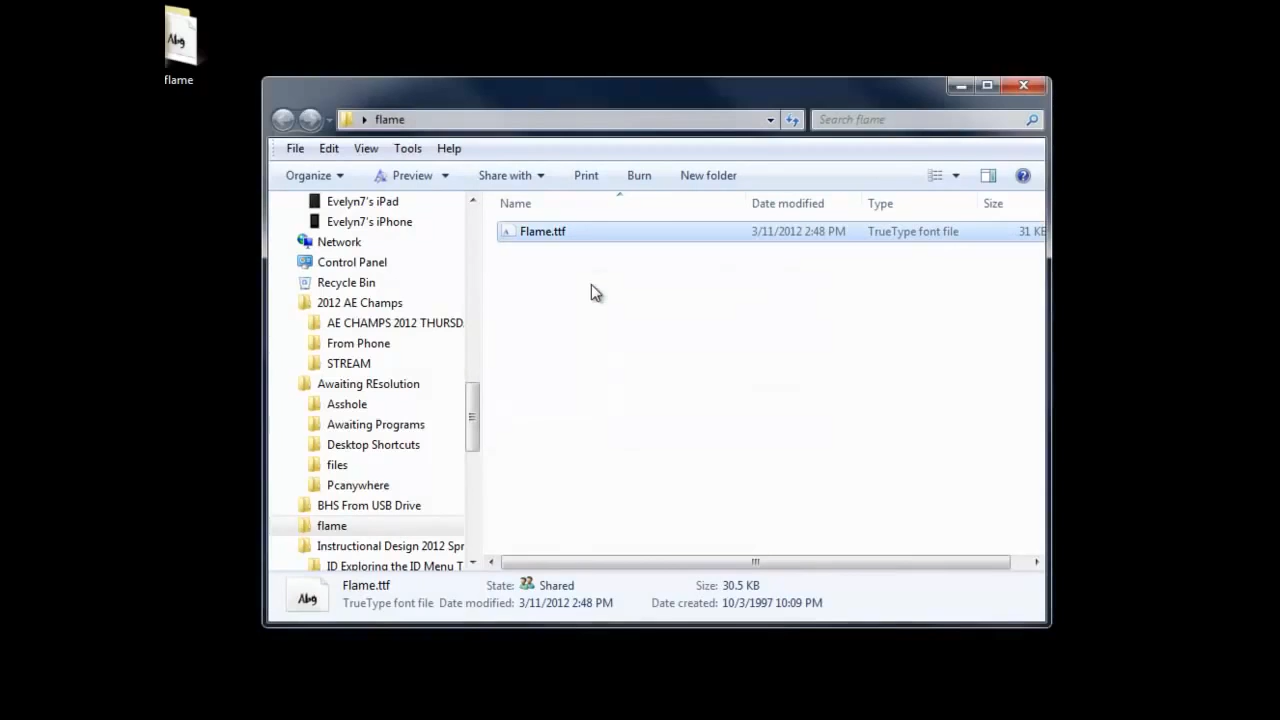 Abg
flame
flame
Search flame
File Edit View Tools Help
Organize Preview Share with Print Burn New folder
Evelyn7's iPad
Evelyn7's iPhone
Network
Control Panel
Recycle Bin
2012 AE Champs
AE CHAMPS 2012 THURSD
From Phone
STREAM
Awaiting REsolution
Asshole
Awaiting Programs
Desktop Shortcuts
files
Pcanywhere
BHS From USB Drive
flame
Instructional Design 2012 Spr
ID Exploring the ID Menu T
Name Date modified Type Size
Flame.ttf 3/11/2012 2:48 PM TrueType font file 31 KB
Abg
Flame.ttf State: Shared Size: 30.5 KB
TrueType font file Date modified: 3/11/2012 2:48 PM Date created: 10/3/1997 10:09 PM